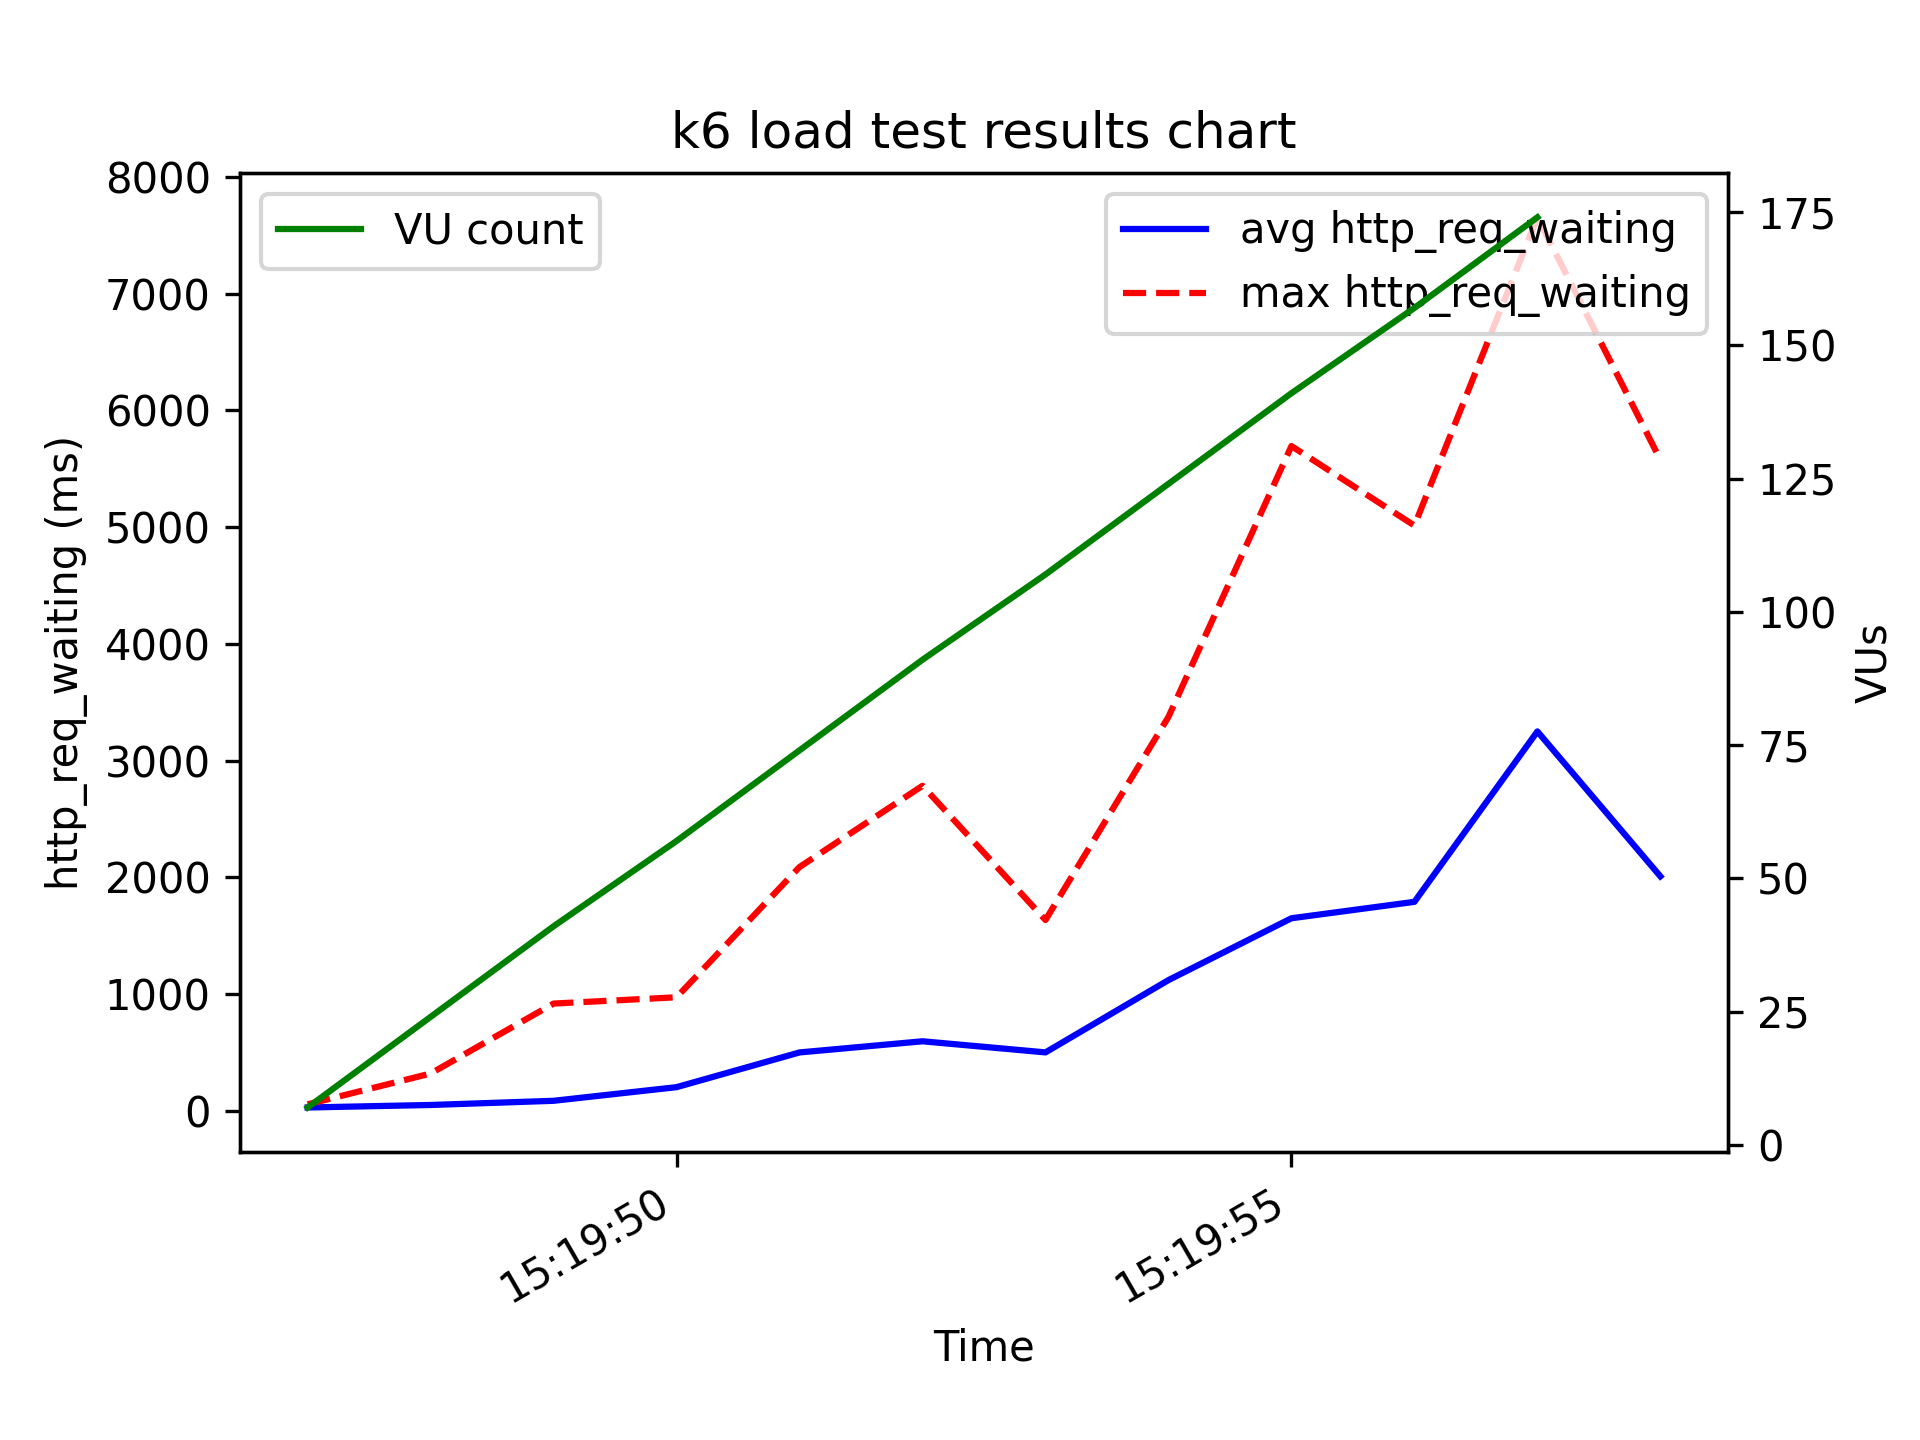 k6 load test results chart
VU count
avg http_req_waiting
max http_req_waiting
http_req_waiting (ms)
8000
7000
6000
5000
4000
3000
2000
1000
0
VUs
175
150
125
100
75
50
25
0
15:19:50
15:19:55
Time